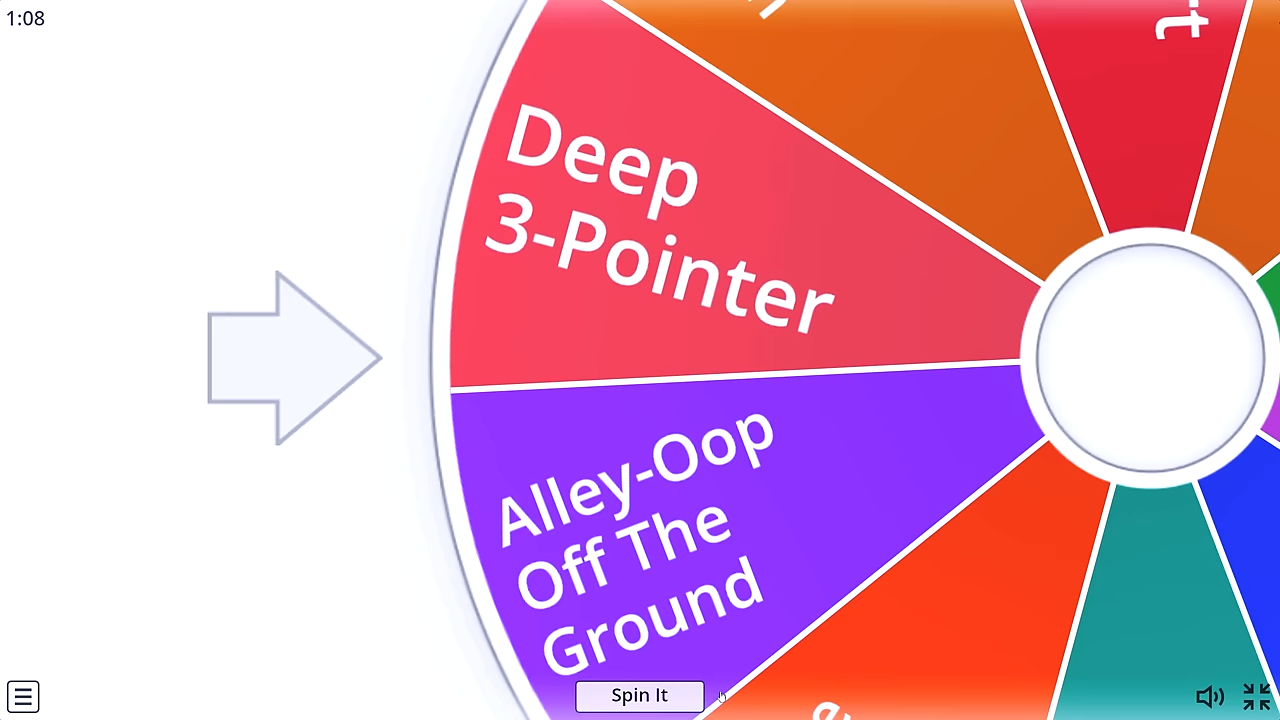 1:08
Deep
3-Pointer
Alley-Oop
Off The
Ground
Spin It